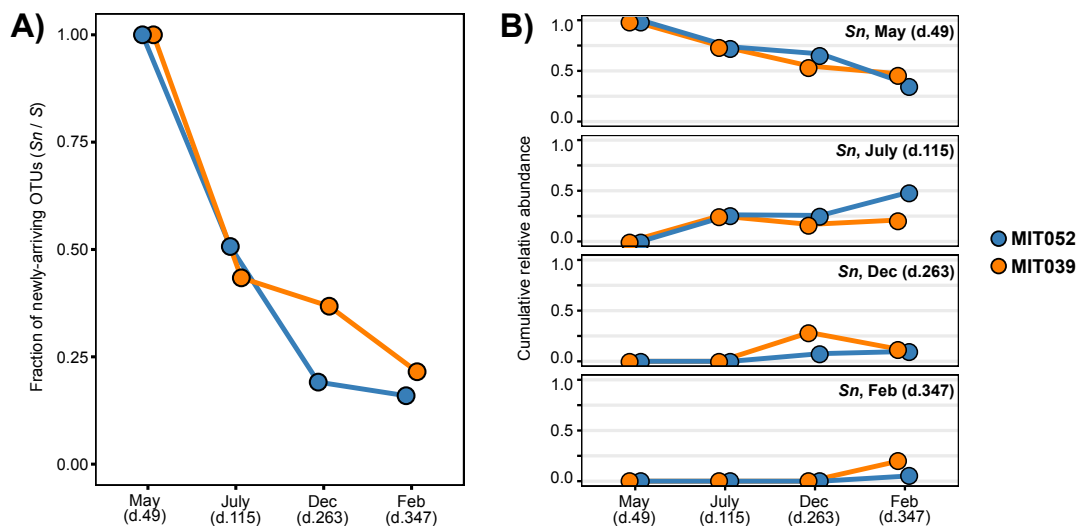 A)
Fraction of newly-arriving OTUs (Sn / S)
1.00
0.75
0.50
0.25
0.00
May
(d.49)
July
(d.115)
Dec
(d.263)
Feb
(d.347)
B)
Cumulative relative abundance
Sn, May (d.49)
1.0
0.5
0.0
Sn, July (d.115)
1.0
0.5
0.0
Sn, Dec (d.263)
1.0
0.5
0.0
Sn, Feb (d.347)
1.0
0.5
0.0
May
(d.49)
July
(d.115)
Dec
(d.263)
Feb
(d.347)
MIT052
MIT039